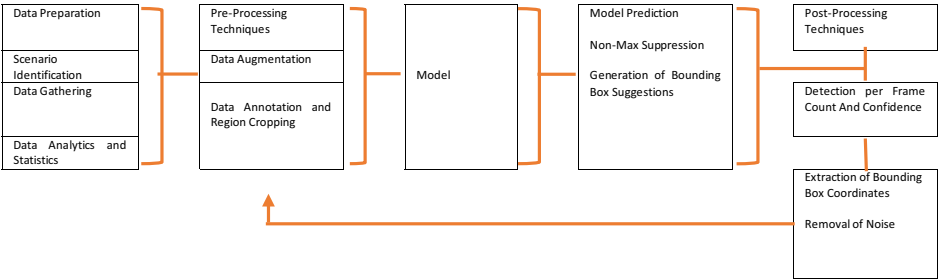 Data Preparation
Scenario
Identification
Data Gathering
Data Analytics and
Statistics
Pre-Processing
Techniques
Data Augmentation
Data Annotation and
Region Cropping
Model
Model Prediction
Non-Max Suppression
Generation of Bounding
Box Suggestions
Post-Processing
Techniques
Detection per Frame
Count And Confidence
Extraction of Bounding
Box Coordinates
Removal of Noise